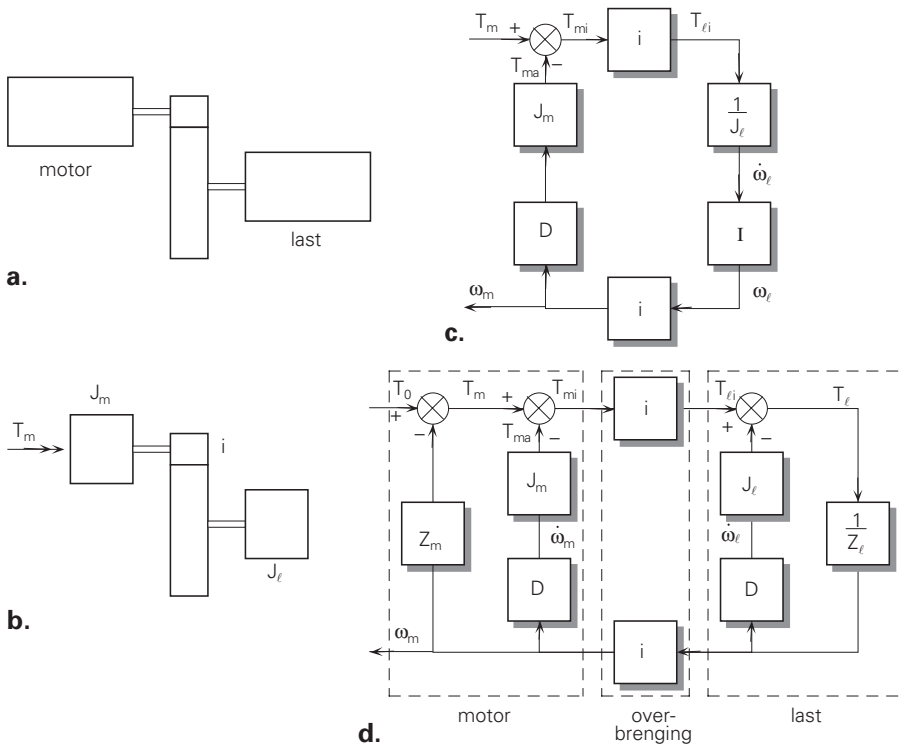 motor
last
a.
T_m
J_m
i
J_ℓ
b.
T_m + T_mi i T_ℓi
T_ma −
J_m
1
J_ℓ
ω̇_ℓ
D I
ω_m i ω_ℓ
c.
T_0 T_m + T_mi i T_ℓi T_ℓ
+ − T_ma − + −
J_m J_ℓ
Z_m ω̇_m ω̇_ℓ
1
Z_ℓ
D D
ω_m i
motor over- last
brenging
d.